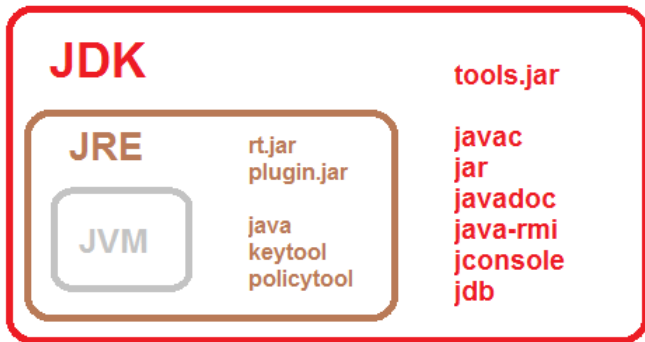 JDK
JRE
JVM
rt.jar
plugin.jar
java
keytool
policytool
tools.jar
javac
jar
javadoc
java-rmi
jconsole
jdb